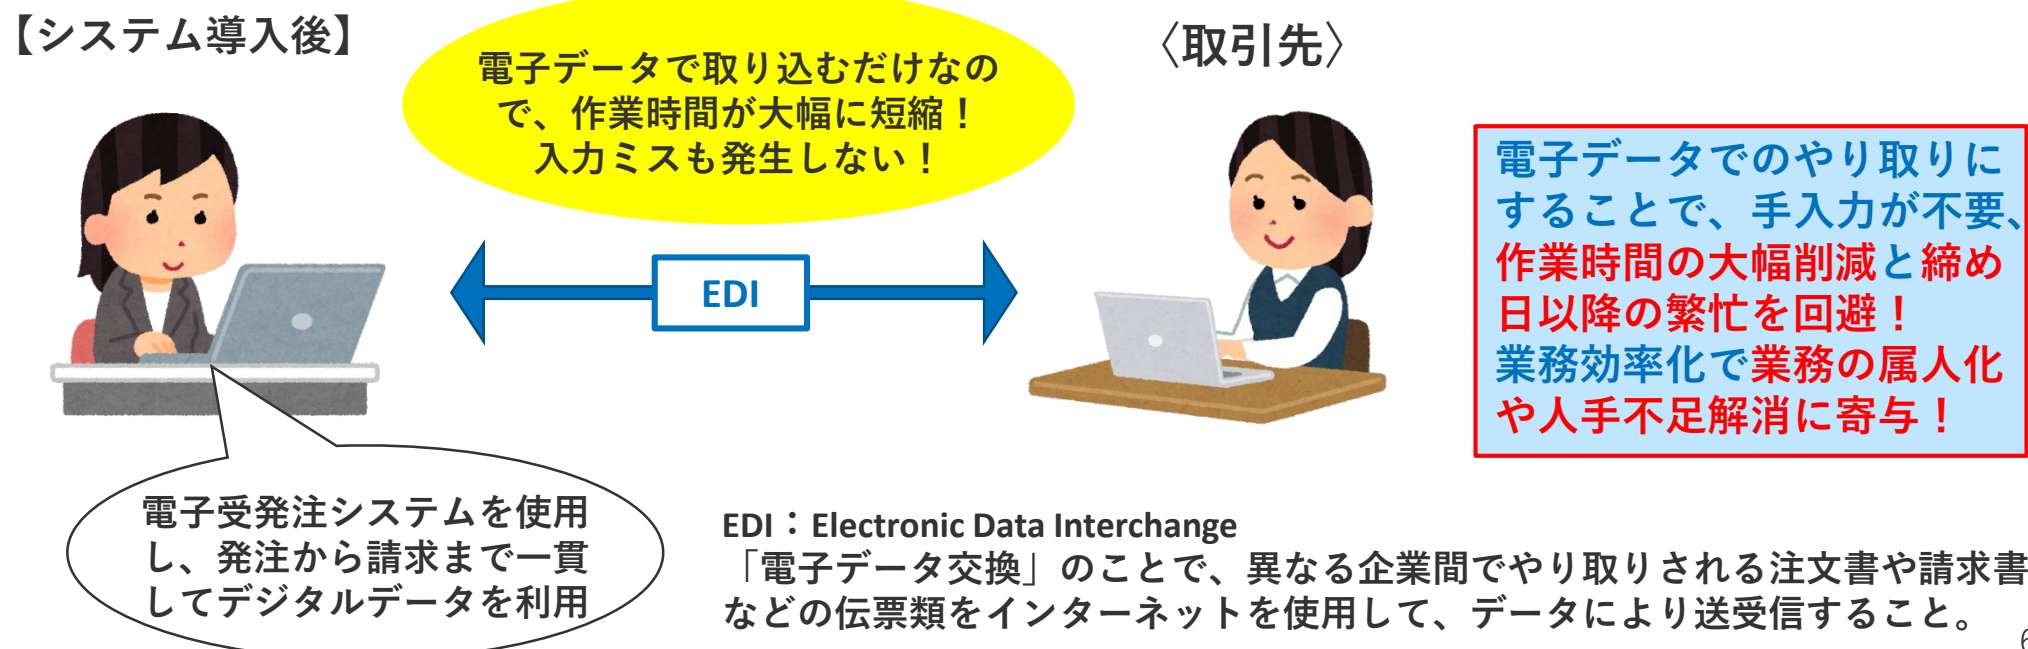 【システム導入後】
電子データで取り込むだけなの
で、作業時間が大幅に短縮！
入力ミスも発生しない！
〈取引先〉
EDI
電子データでのやり取りに
することで、手入力が不要、
作業時間の大幅削減と締め
日以降の繁忙を回避！
業務効率化で業務の属人化
や人手不足解消に寄与！
電子受発注システムを使用
し、発注から請求まで一貫
してデジタルデータを利用
EDI：Electronic Data Interchange
「電子データ交換」のことで、異なる企業間でやり取りされる注文書や請求書
などの伝票類をインターネットを使用して、データにより送受信すること。